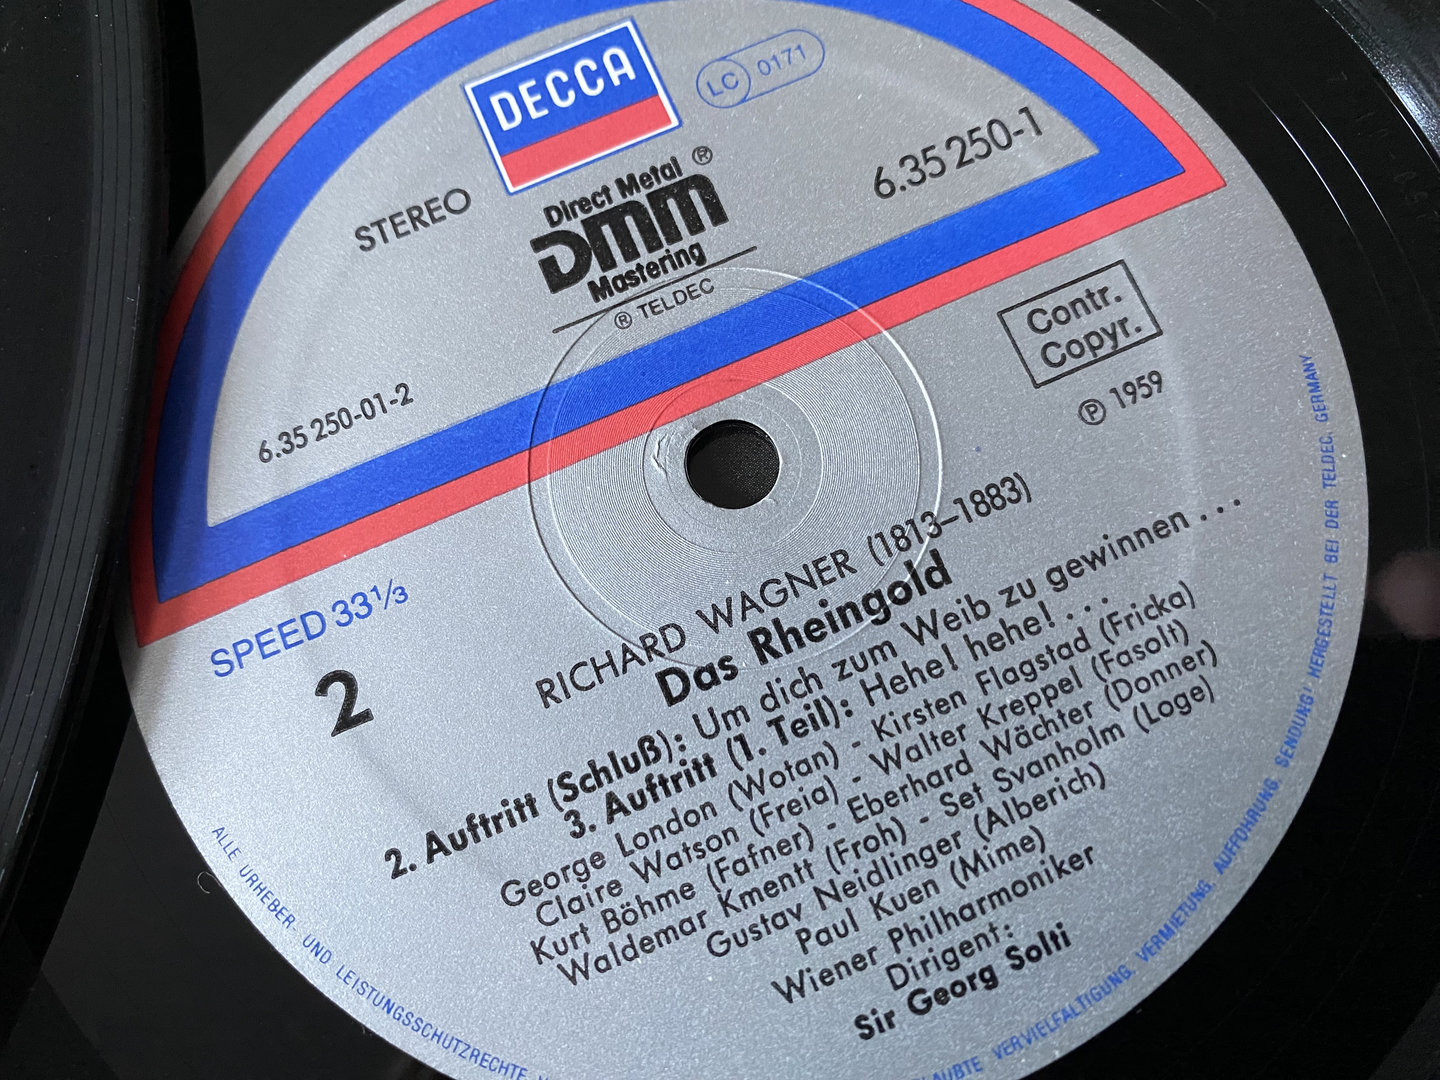 DECCA
LC 0171
STEREO
Direct Metal ®
DMM
Mastering
® TELDEC
6.35 250-1
6.35 250-01-2
Contr.
Copyr.
℗ 1959
SPEED 33⅓
2
RICHARD WAGNER (1813–1883)
Das Rheingold
2. Auftritt (Schluß): Um dich zum Weib zu gewinnen . . .
3. Auftritt (1. Teil): Hehe! hehe! . . .
George London (Wotan) - Kirsten Flagstad (Fricka)
Claire Watson (Freia) - Walter Kreppel (Fasolt)
Kurt Böhme (Fafner) - Eberhard Wächter (Donner)
Waldemar Kmentt (Froh) - Set Svanholm (Loge)
Gustav Neidlinger (Alberich)
Paul Kuen (Mime)
Wiener Philharmoniker
Dirigent:
Sir Georg Solti
ALLE URHEBER- UND LEISTUNGSSCHUTZRECHTE
VERVIELFÄLTIGUNG, VERMIETUNG, AUFFÜHRUNG, SENDUNG! HERGESTELLT BEI DER TELDEC, GERMANY